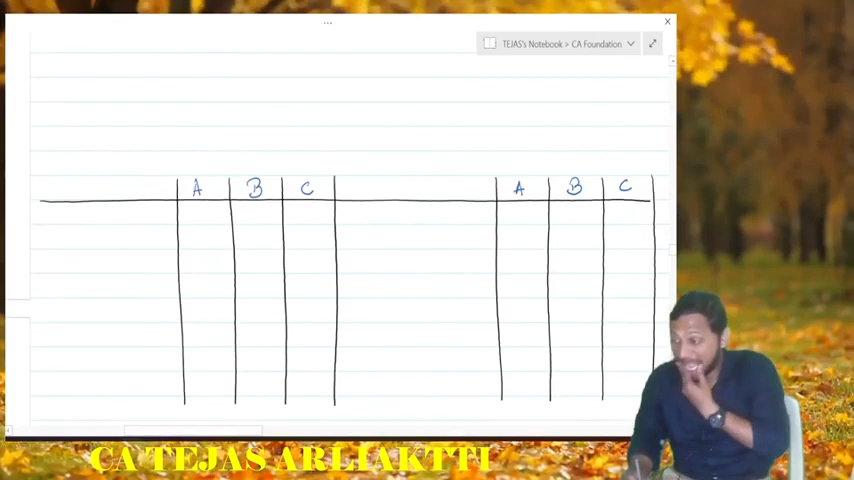 ...
TEJAS's Notebook > CA Foundation
A B C A B C
CA TEJAS ARLIAKTTI